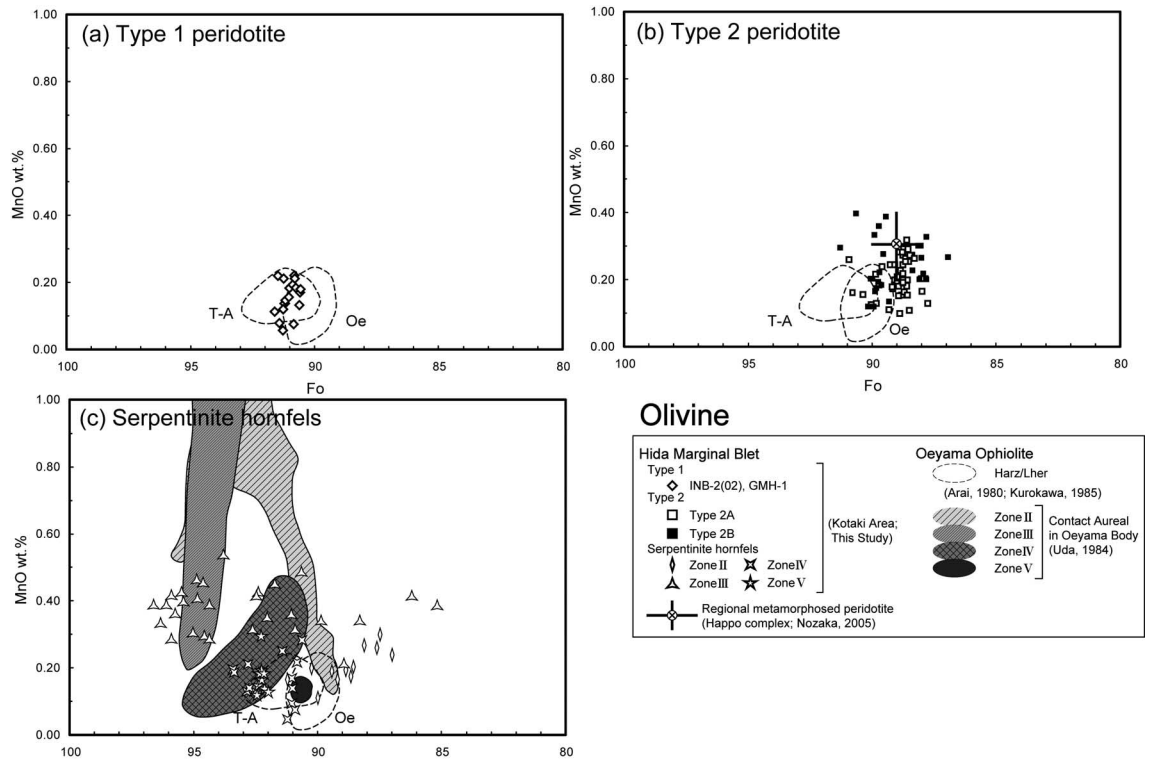 (a) Type 1 peridotite
1.00
0.80
0.60
0.40
0.20
0.00
MnO wt.%
T-A
Oe
100
95
90
85
80
Fo
(b) Type 2 peridotite
1.00
0.80
0.60
0.40
0.20
0.00
MnO wt.%
T-A
Oe
100
95
90
85
80
Fo
(c) Serpentinite hornfels
1.00
0.80
0.60
0.40
0.20
0.00
MnO wt.%
T-A
Oe
100
95
90
85
80
Olivine
Hida Marginal Blet
Type 1
INB-2(02), GMH-1
Type 2
Type 2A
Type 2B
Serpentinite hornfels
Zone II
Zone IV
Zone III
Zone V
(Kotaki Area;
This Study)
Regional metamorphosed peridotite
(Happo complex; Nozaka, 2005)
Oeyama Ophiolite
Harz/Lher
(Arai, 1980; Kurokawa, 1985)
Zone II
Zone III
Zone IV
Zone V
Contact Aureal
in Oeyama Body
(Uda, 1984)